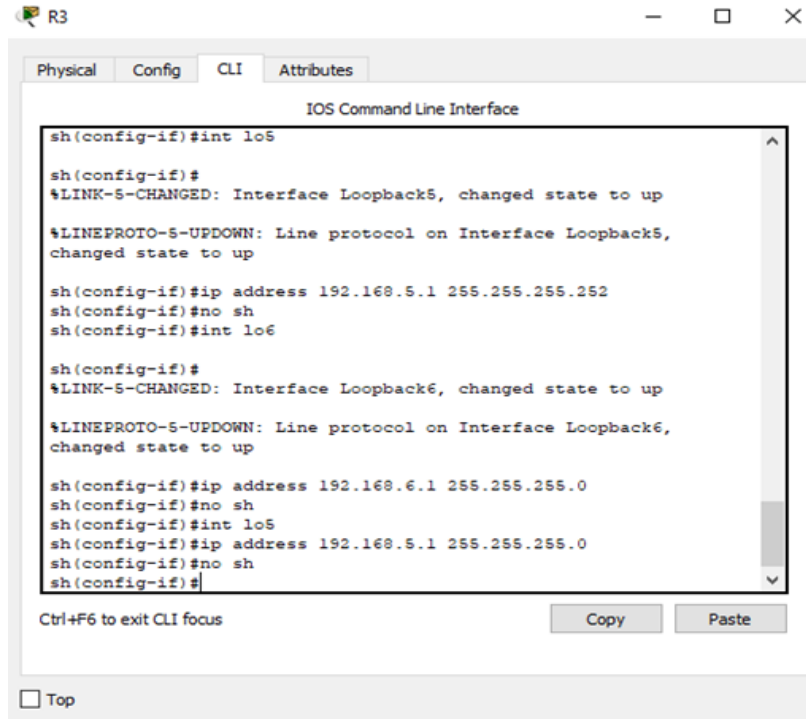 R3
Physical Config CLI Attributes
IOS Command Line Interface
sh(config-if)#int lo5
sh(config-if)#
%LINK-5-CHANGED: Interface Loopback5, changed state to up
%LINEPROTO-5-UPDOWN: Line protocol on Interface Loopback5,
changed state to up
sh(config-if)#ip address 192.168.5.1 255.255.255.252
sh(config-if)#no sh
sh(config-if)#int lo6
sh(config-if)#
%LINK-5-CHANGED: Interface Loopback6, changed state to up
%LINEPROTO-5-UPDOWN: Line protocol on Interface Loopback6,
changed state to up
sh(config-if)#ip address 192.168.6.1 255.255.255.0
sh(config-if)#no sh
sh(config-if)#int lo5
sh(config-if)#ip address 192.168.5.1 255.255.255.0
sh(config-if)#no sh
sh(config-if)#
Ctrl+F6 to exit CLI focus Copy Paste
Top